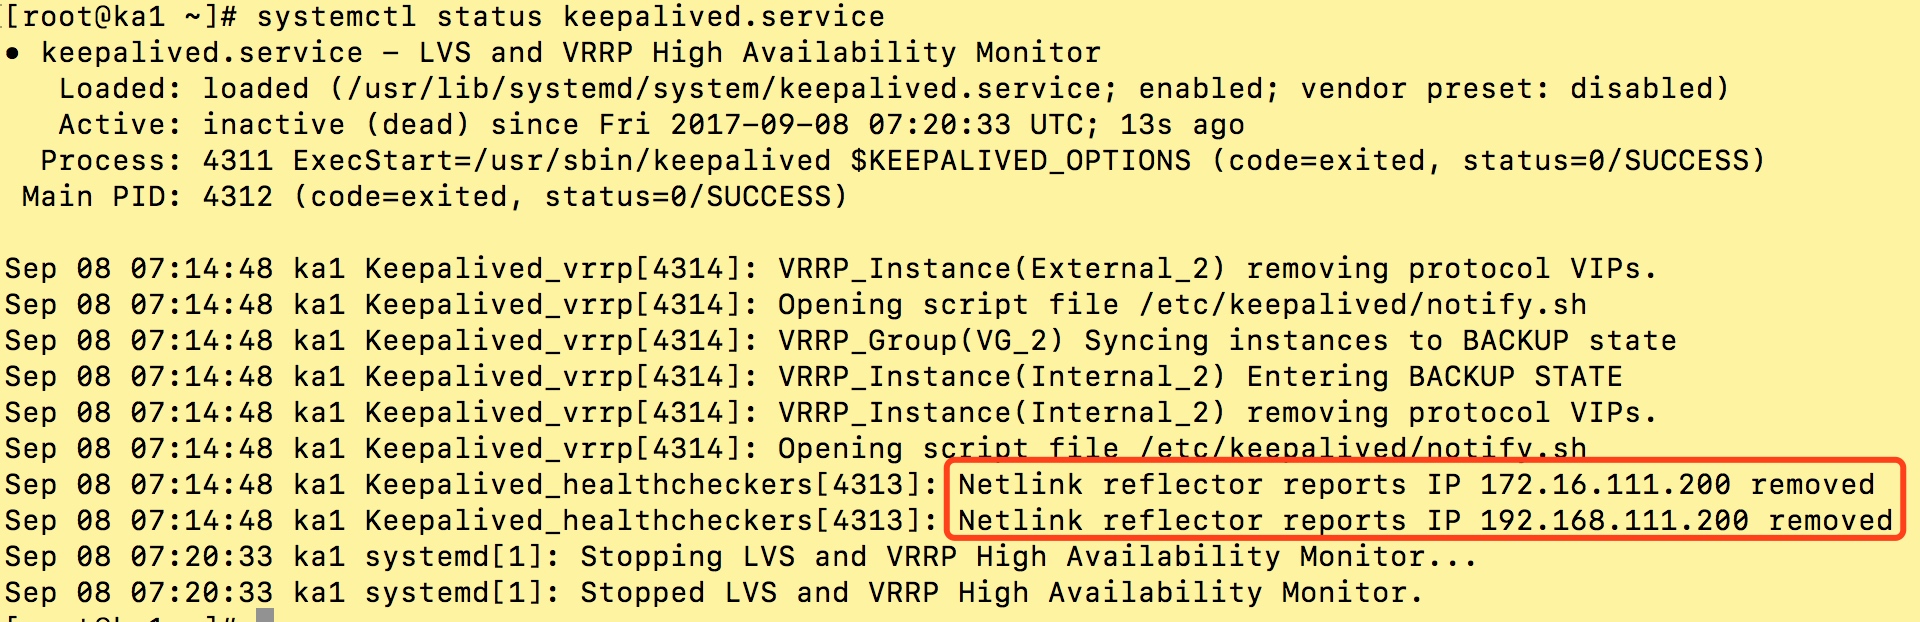 [root@ka1 ~]# systemctl status keepalived.service
● keepalived.service – LVS and VRRP High Availability Monitor
Loaded: loaded (/usr/lib/systemd/system/keepalived.service; enabled; vendor preset: disabled)
Active: inactive (dead) since Fri 2017-09-08 07:20:33 UTC; 13s ago
Process: 4311 ExecStart=/usr/sbin/keepalived $KEEPALIVED_OPTIONS (code=exited, status=0/SUCCESS)
Main PID: 4312 (code=exited, status=0/SUCCESS)
Sep 08 07:14:48 ka1 Keepalived_vrrp[4314]: VRRP_Instance(External_2) removing protocol VIPs.
Sep 08 07:14:48 ka1 Keepalived_vrrp[4314]: Opening script file /etc/keepalived/notify.sh
Sep 08 07:14:48 ka1 Keepalived_vrrp[4314]: VRRP_Group(VG_2) Syncing instances to BACKUP state
Sep 08 07:14:48 ka1 Keepalived_vrrp[4314]: VRRP_Instance(Internal_2) Entering BACKUP STATE
Sep 08 07:14:48 ka1 Keepalived_vrrp[4314]: VRRP_Instance(Internal_2) removing protocol VIPs.
Sep 08 07:14:48 ka1 Keepalived_vrrp[4314]: Opening script file /etc/keepalived/notify.sh
Sep 08 07:14:48 ka1 Keepalived_healthcheckers[4313]: Netlink reflector reports IP 172.16.111.200 removed
Sep 08 07:14:48 ka1 Keepalived_healthcheckers[4313]: Netlink reflector reports IP 192.168.111.200 removed
Sep 08 07:20:33 ka1 systemd[1]: Stopping LVS and VRRP High Availability Monitor...
Sep 08 07:20:33 ka1 systemd[1]: Stopped LVS and VRRP High Availability Monitor.